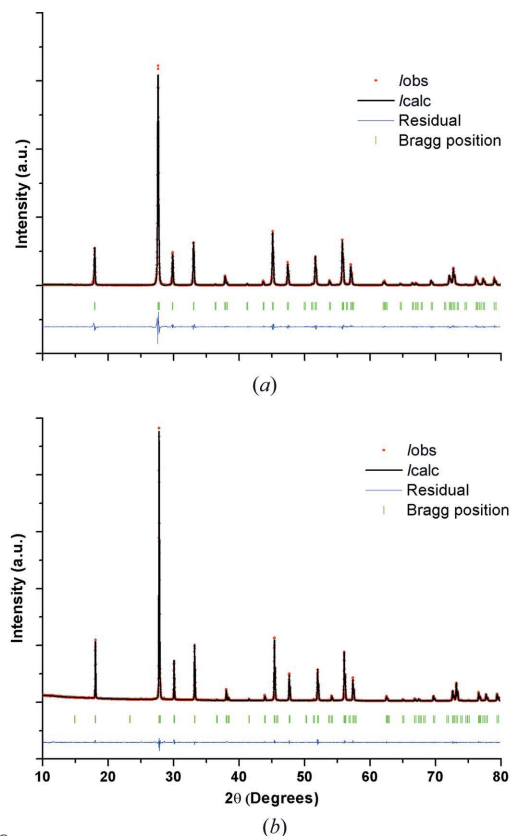 Iobs
Icalc
Residual
Bragg position
Intensity (a.u.)
(a)
Iobs
Icalc
Residual
Bragg position
Intensity (a.u.)
10 20 30 40 50 60 70 80
2θ (Degrees)
(b)